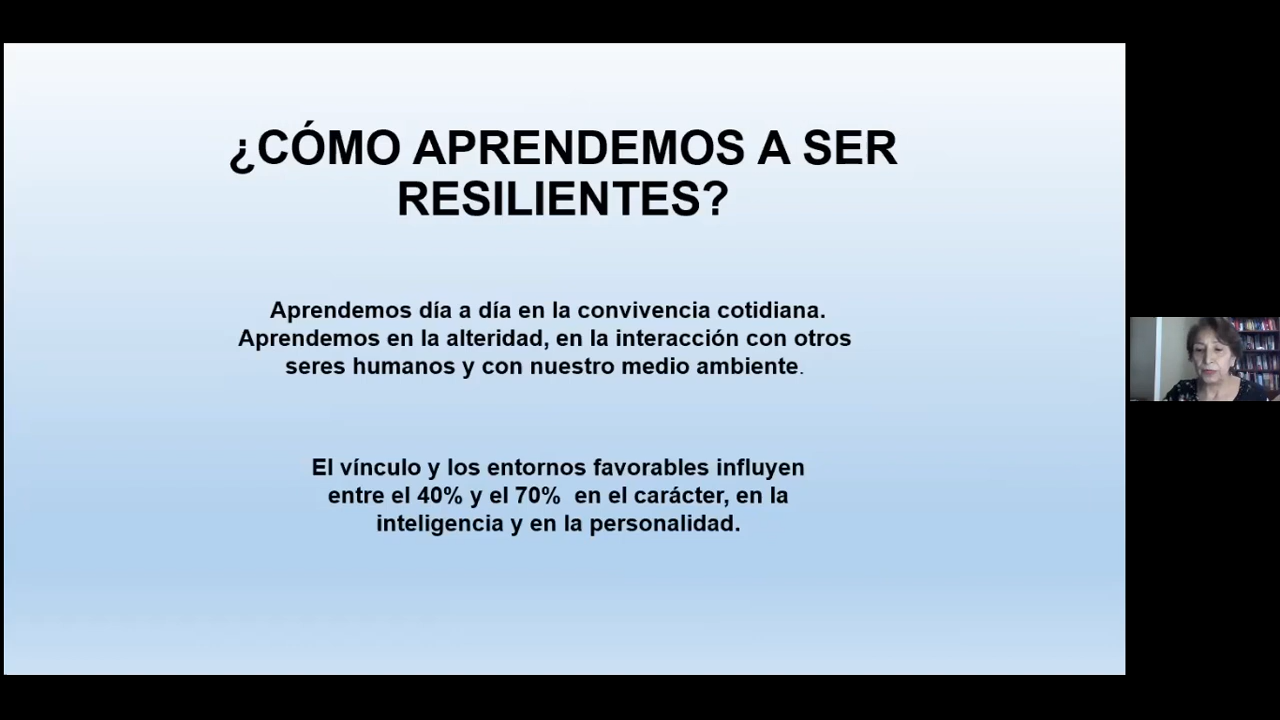 ¿CÓMO APRENDEMOS A SER
RESILIENTES?
Aprendemos día a día en la convivencia cotidiana.
Aprendemos en la alteridad, en la interacción con otros
seres humanos y con nuestro medio ambiente.
El vínculo y los entornos favorables influyen
entre el 40% y el 70%  en el carácter, en la
inteligencia y en la personalidad.